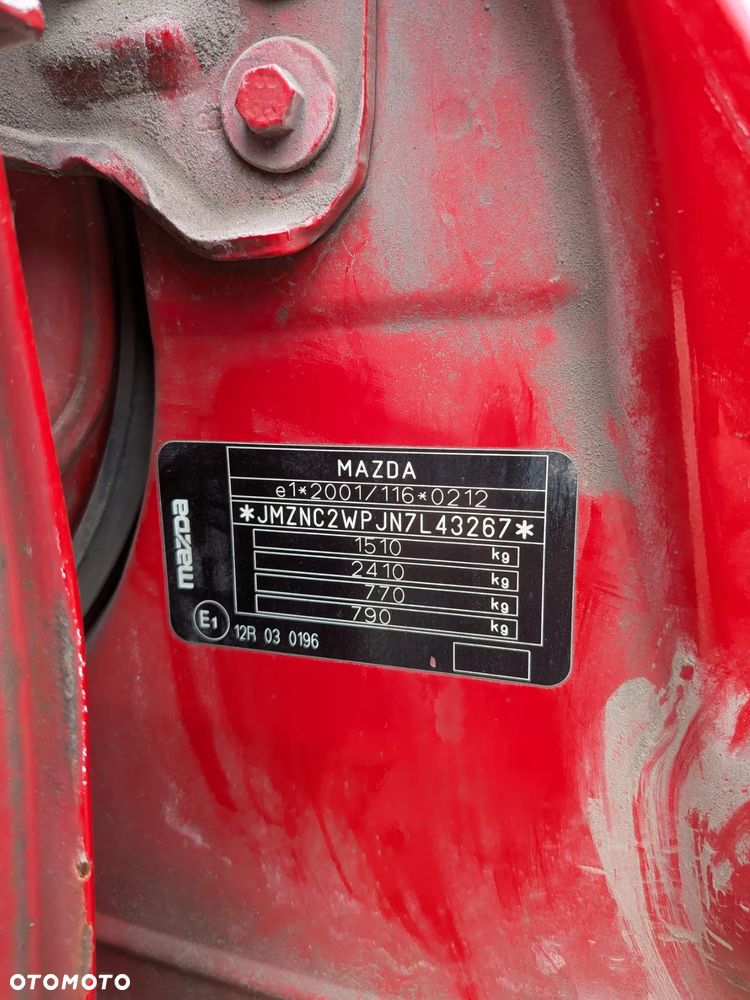 MAZDA
e1*2001/116*0212
*JMZNC2WPJN7L43267*
1510 kg
2410 kg
770 kg
790 kg
mazda
E1 12R 03 0196
OTOMOTO